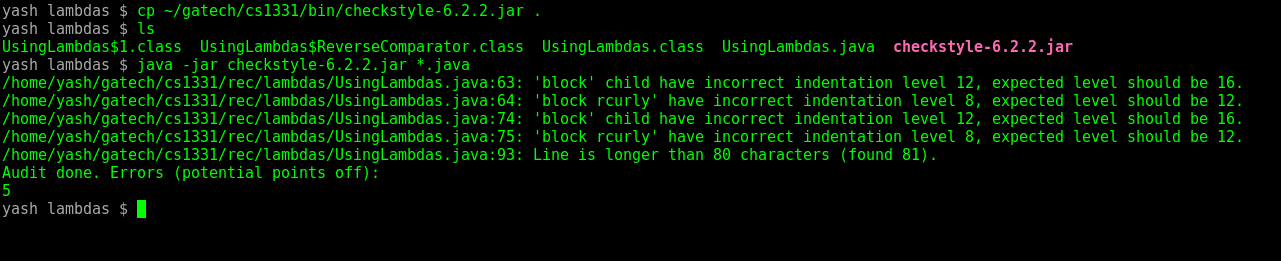 yash lambdas $ cp ~/gatech/cs1331/bin/checkstyle-6.2.2.jar .
yash lambdas $ ls
UsingLambdas$1.class  UsingLambdas$ReverseComparator.class  UsingLambdas.class  UsingLambdas.java  checkstyle-6.2.2.jar
yash lambdas $ java -jar checkstyle-6.2.2.jar *.java
/home/yash/gatech/cs1331/rec/lambdas/UsingLambdas.java:63: 'block' child have incorrect indentation level 12, expected level should be 16.
/home/yash/gatech/cs1331/rec/lambdas/UsingLambdas.java:64: 'block rcurly' have incorrect indentation level 8, expected level should be 12.
/home/yash/gatech/cs1331/rec/lambdas/UsingLambdas.java:74: 'block' child have incorrect indentation level 12, expected level should be 16.
/home/yash/gatech/cs1331/rec/lambdas/UsingLambdas.java:75: 'block rcurly' have incorrect indentation level 8, expected level should be 12.
/home/yash/gatech/cs1331/rec/lambdas/UsingLambdas.java:93: Line is longer than 80 characters (found 81).
Audit done. Errors (potential points off):
5
yash lambdas $